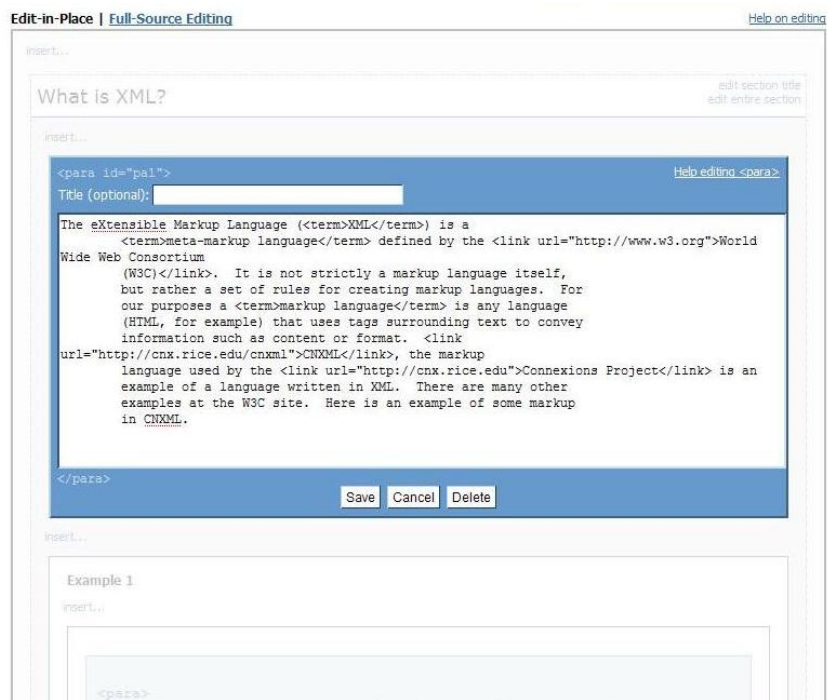 Edit-in-Place | Full-Source Editing
Help on editing
insert...
What is XML?
edit section title
edit entire section
insert...
<para id="pa1">
Help editing <para>
Title (optional):
The eXtensible Markup Language (<term>XML</term>) is a
<term>meta-markup language</term> defined by the <link url="http://www.w3.org">World
Wide Web Consortium
(W3C)</link>.  It is not strictly a markup language itself,
but rather a set of rules for creating markup languages.  For
our purposes a <term>markup language</term> is any language
(HTML, for example) that uses tags surrounding text to convey
information such as content or format.  <link
url="http://cnx.rice.edu/cnxml">CNXML</link>, the markup
language used by the <link url="http://cnx.rice.edu">Connexions Project</link> is an
example of a language written in XML.  There are many other
examples at the W3C site.  Here is an example of some markup
in CNXML.
</para>
Save Cancel Delete
insert...
Example 1
insert...
<para>